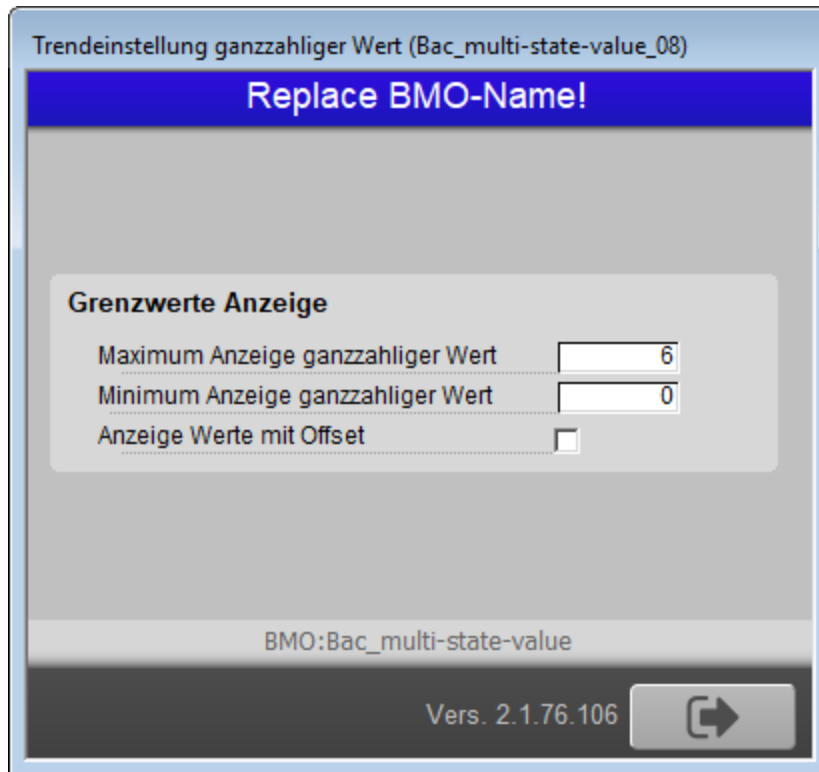 Trendeinstellung ganzzahliger Wert (Bac_multi-state-value_08)
Replace BMO-Name!
Grenzwerte Anzeige
Maximum Anzeige ganzzahliger Wert 6
Minimum Anzeige ganzzahliger Wert 0
Anzeige Werte mit Offset
BMO:Bac_multi-state-value
Vers. 2.1.76.106